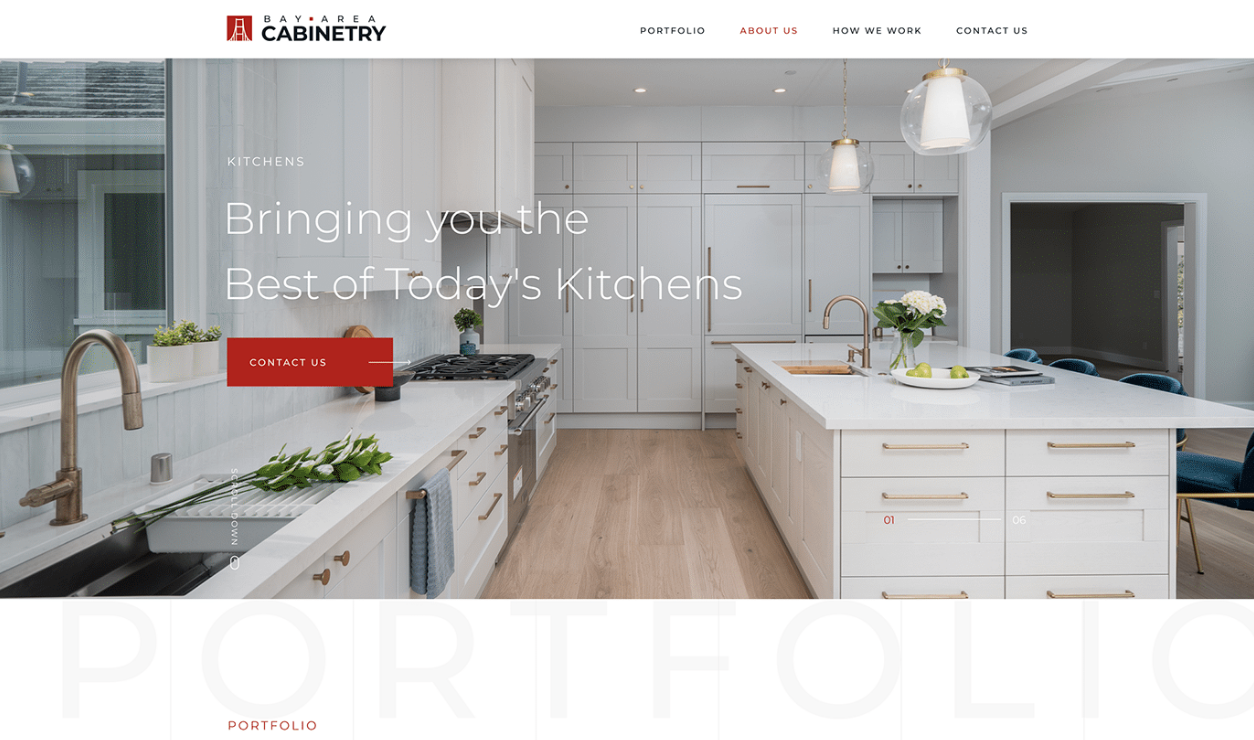 BAY AREA
CABINETRY
PORTFOLIO
ABOUT US
HOW WE WORK
CONTACT US
KITCHENS
Bringing you the
Best of Today's Kitchens
CONTACT US
SCROLL DOWN
01
06
PORTFOLIO
PORTFOLIO